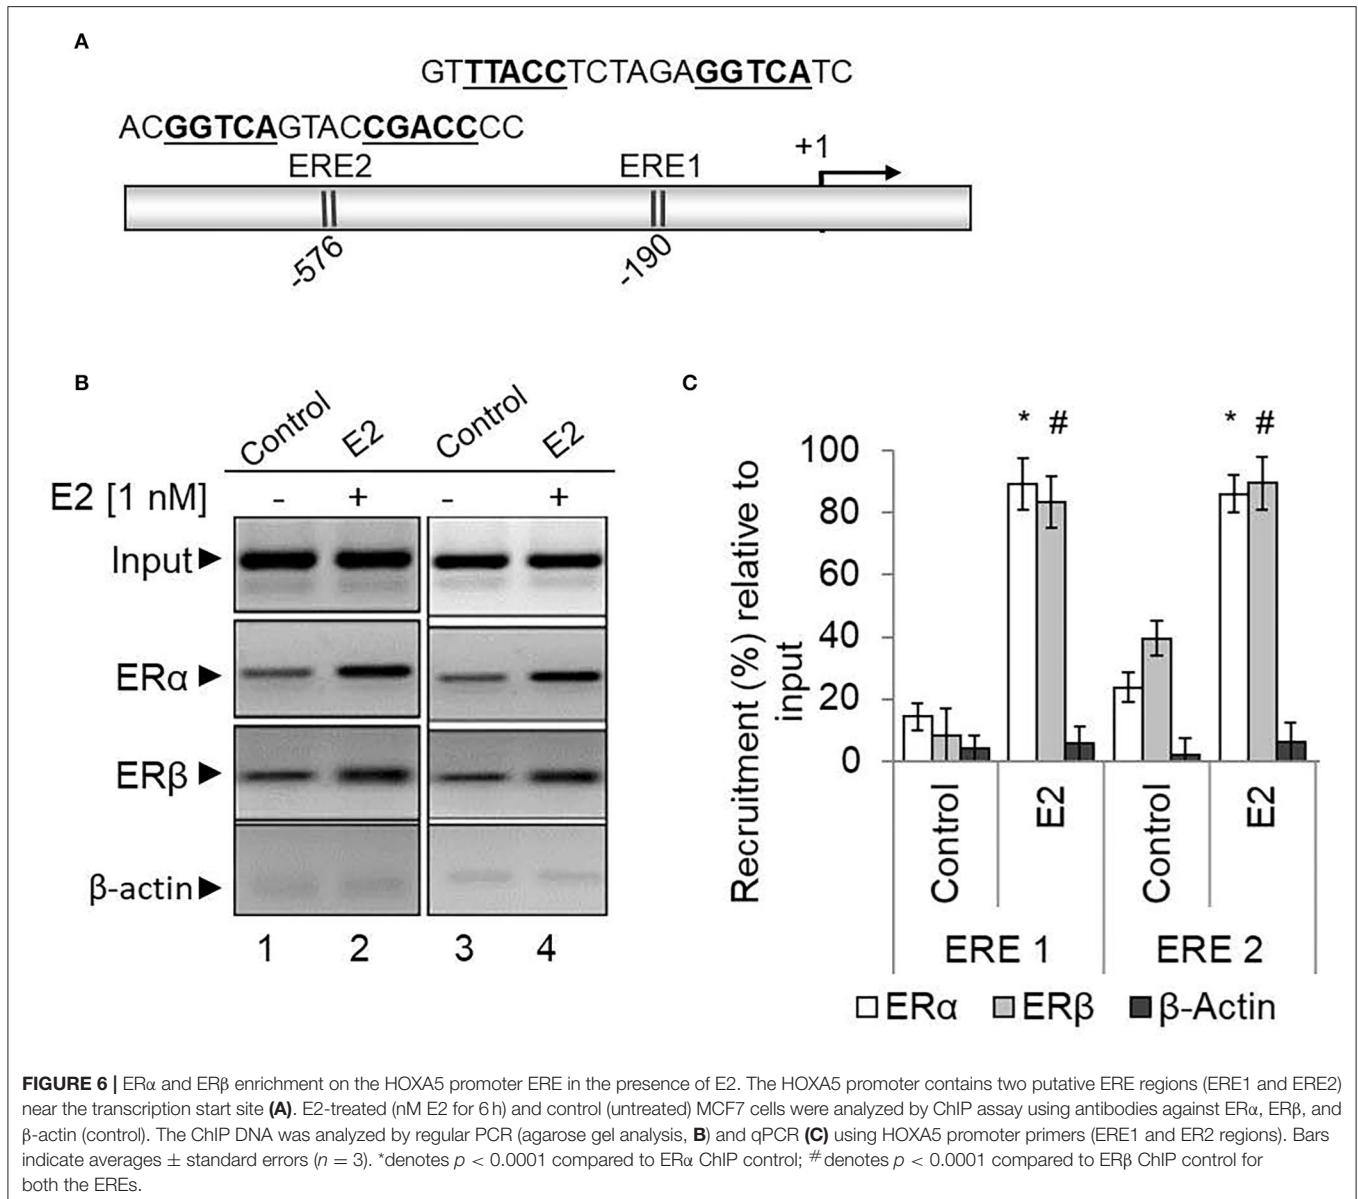 A
GTTTACCTCTAGAGGTCATC
ACGGTCAGTACCGACCCC
ERE2
ERE1
+1
-576
-190
B
Control E2 Control E2
E2 [1 nM] - + - +
Input
ERα
ERβ
β-actin
1 2 3 4
C
* # * #
Recruitment (%) relative to
input
100
80
60
40
20
0
Control E2 Control E2
ERE 1 ERE 2
ERα ERβ β-Actin
FIGURE 6 | ERα and ERβ enrichment on the HOXA5 promoter ERE in the presence of E2. The HOXA5 promoter contains two putative ERE regions (ERE1 and ERE2)
near the transcription start site (A). E2-treated (nM E2 for 6 h) and control (untreated) MCF7 cells were analyzed by ChIP assay using antibodies against ERα, ERβ, and
β-actin (control). The ChIP DNA was analyzed by regular PCR (agarose gel analysis, B) and qPCR (C) using HOXA5 promoter primers (ERE1 and ER2 regions). Bars
indicate averages ± standard errors (n = 3). *denotes p < 0.0001 compared to ERα ChIP control; #denotes p < 0.0001 compared to ERβ ChIP control for
both the EREs.